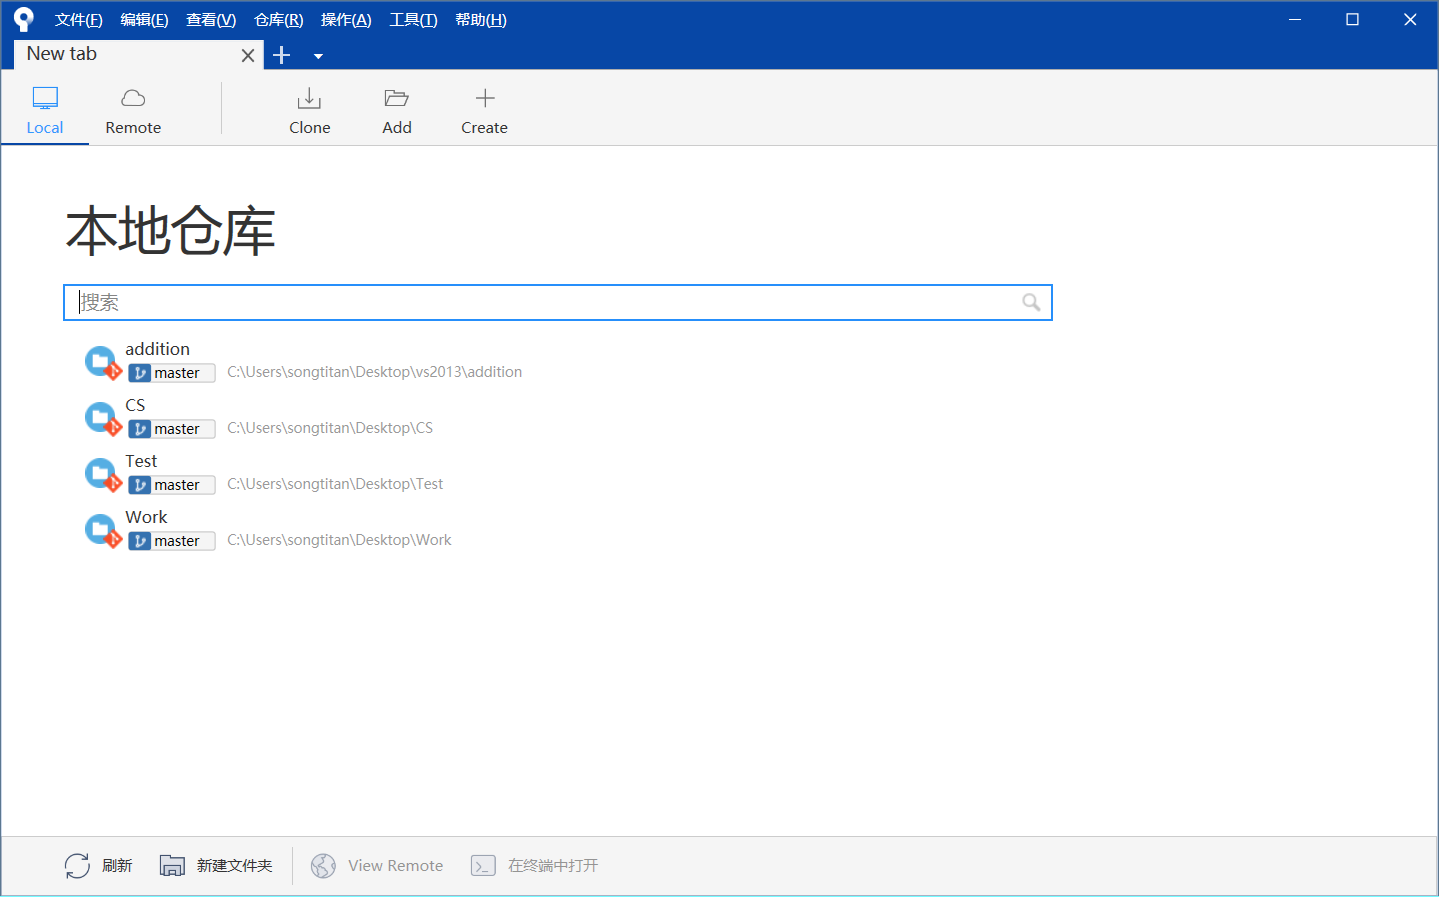 文件(F) 编辑(E) 查看(V) 仓库(R) 操作(A) 工具(T) 帮助(H)
New tab
Local Remote Clone Add Create
本地仓库
搜索
addition
master C:\Users\songtitan\Desktop\vs2013\addition
CS
master C:\Users\songtitan\Desktop\CS
Test
master C:\Users\songtitan\Desktop\Test
Work
master C:\Users\songtitan\Desktop\Work
刷新 新建文件夹 View Remote 在终端中打开